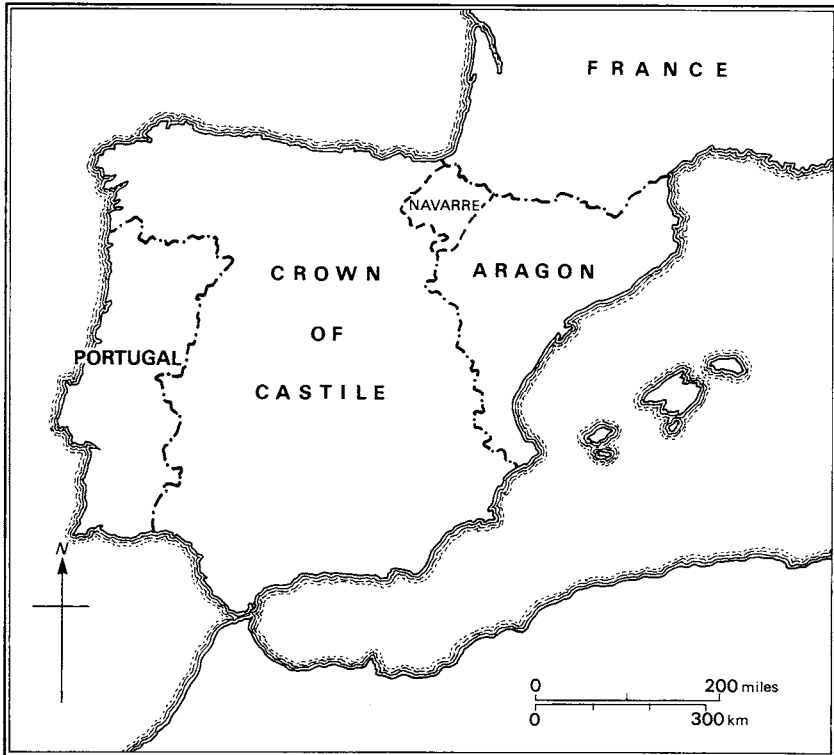 FRANCE
NAVARRE
CROWN
OF
CASTILE
ARAGON
PORTUGAL
N
0 200 miles
0 300 km